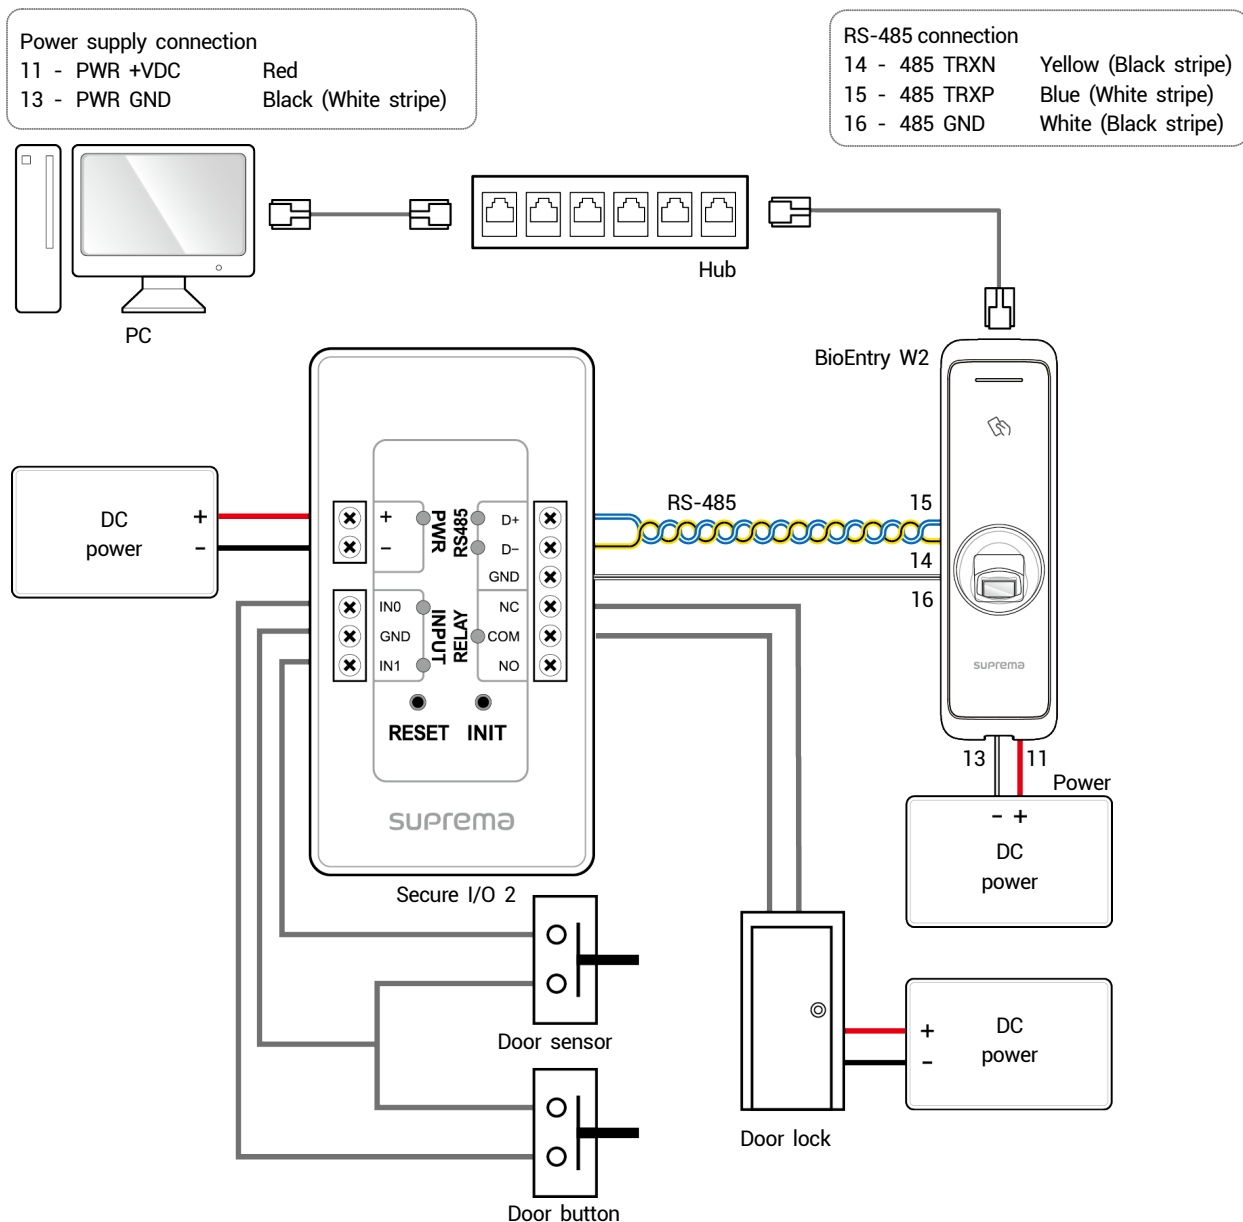 Power supply connection
11 - PWR +VDC Red
13 - PWR GND Black (White stripe)
RS-485 connection
14 - 485 TRXN Yellow (Black stripe)
15 - 485 TRXP Blue (White stripe)
16 - 485 GND White (Black stripe)
PC
Hub
BioEntry W2
DC
power
+
-
+
-
PWR
RS485
D+
D-
GND
IN0
GND
IN1
INPUT
RELAY
NC
COM
NO
RESET INIT
suprema
Secure I/O 2
RS-485
15
14
16
suprema
13
11
Power
- +
DC
power
Door sensor
Door button
Door lock
+
-
DC
power